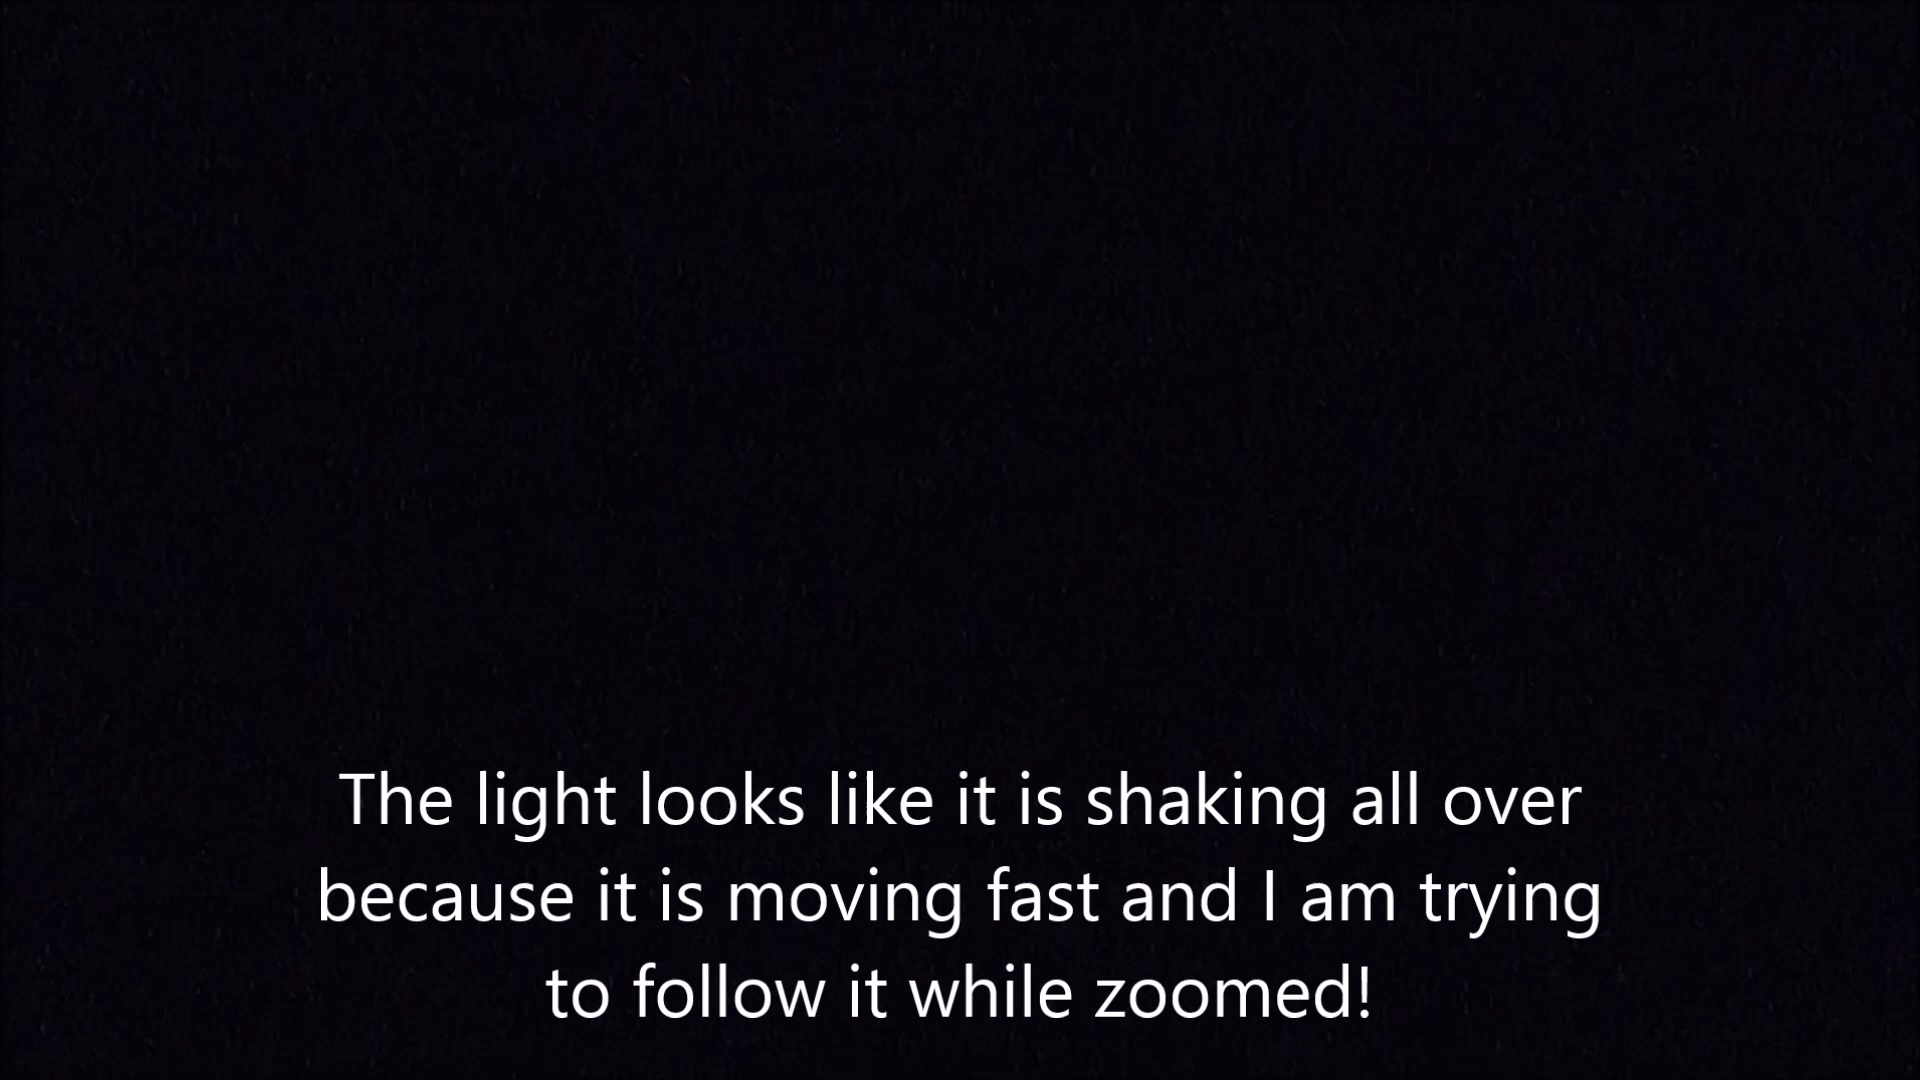 The light looks like it is shaking all over
because it is moving fast and I am trying
to follow it while zoomed!